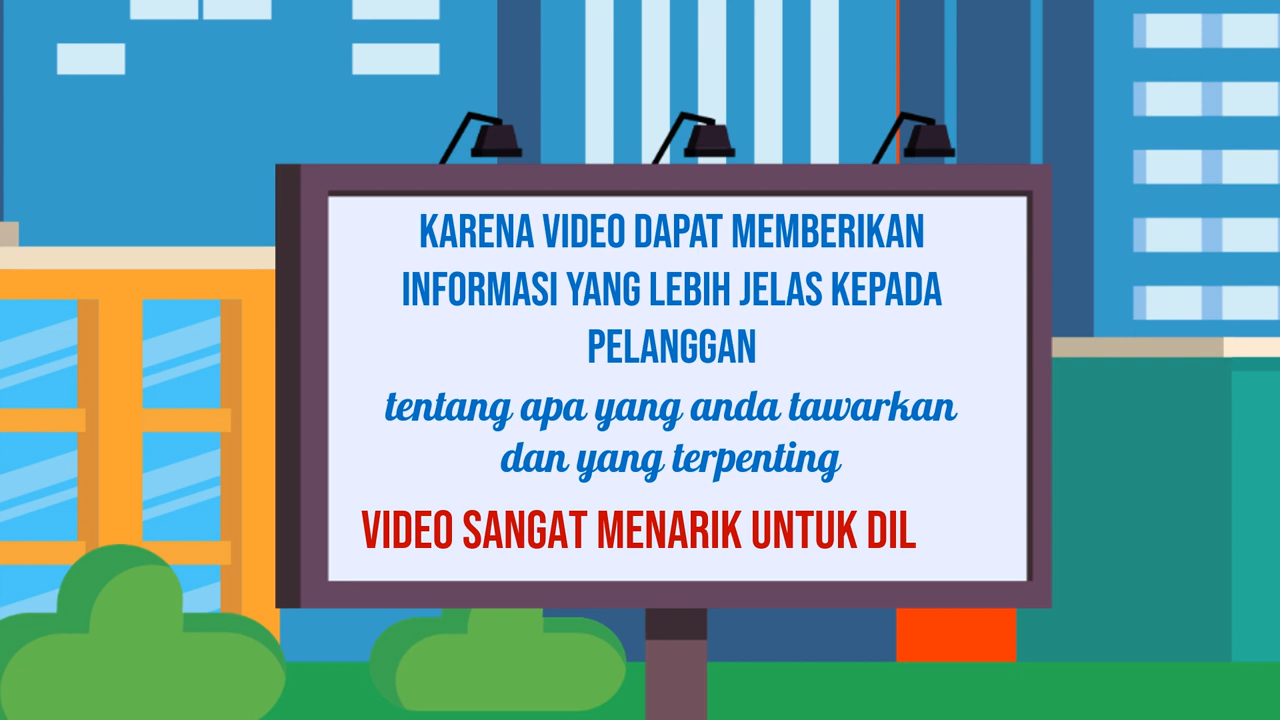 KARENA VIDEO DAPAT MEMBERIKAN
INFORMASI YANG LEBIH JELAS KEPADA
PELANGGAN
tentang apa yang anda tawarkan
dan yang terpenting
VIDEO SANGAT MENARIK UNTUK DIL